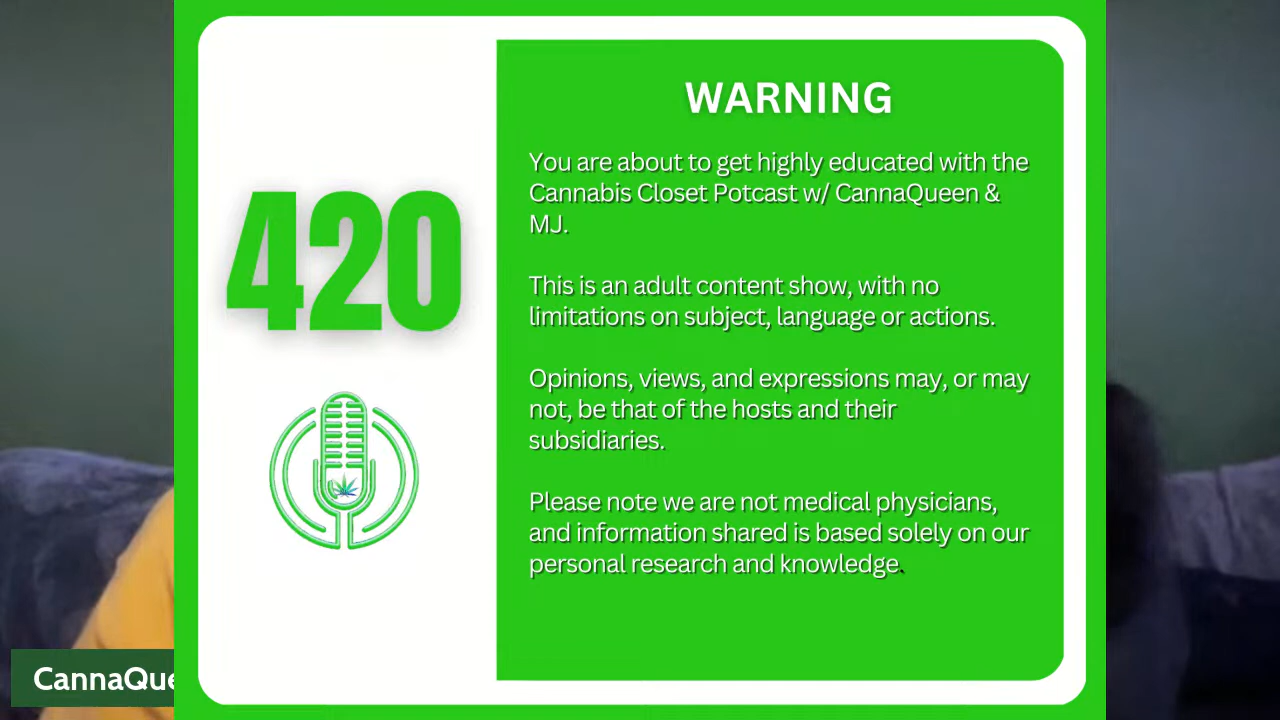 WARNING
You are about to get highly educated with the
Cannabis Closet Potcast w/ CannaQueen &
MJ.
This is an adult content show, with no
limitations on subject, language or actions.
Opinions, views, and expressions may, or may
not, be that of the hosts and their
subsidiaries.
Please note we are not medical physicians,
and information shared is based solely on our
personal research and knowledge.
420
CannaQue